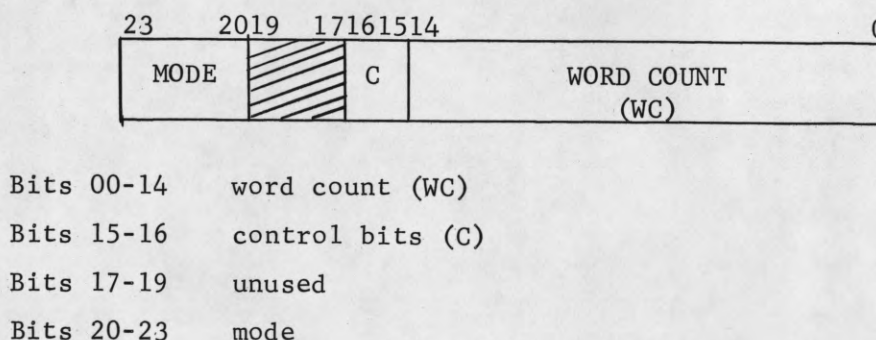 23 2019 17161514 0
MODE C WORD COUNT
(WC)
Bits 00-14 word count (WC)
Bits 15-16 control bits (C)
Bits 17-19 unused
Bits 20-23 mode